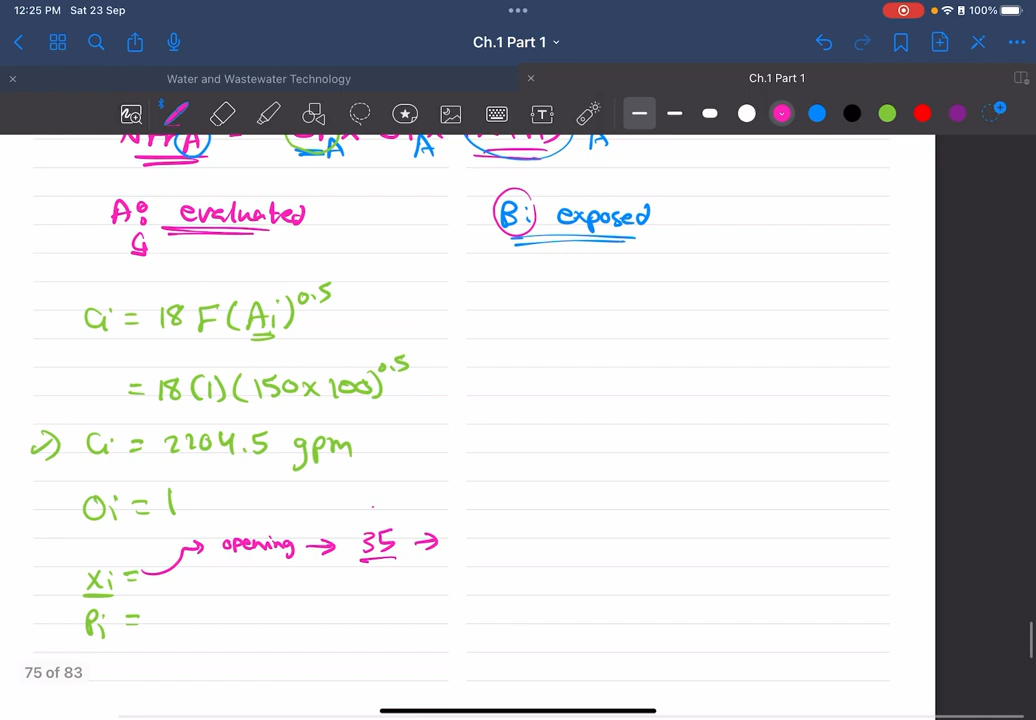 12:25 PM Sat 23 Sep
100%
Ch.1 Part 1
Water and Wastewater Technology
Ch.1 Part 1
A: evaluated
B: exposed
Ci = 18 F (Ai)^0.5
= 18 (1) (150 x 100)^0.5
Ci = 2204.5 gpm
Oi = 1
opening → 35 →
Xi =
Pi =
75 of 83